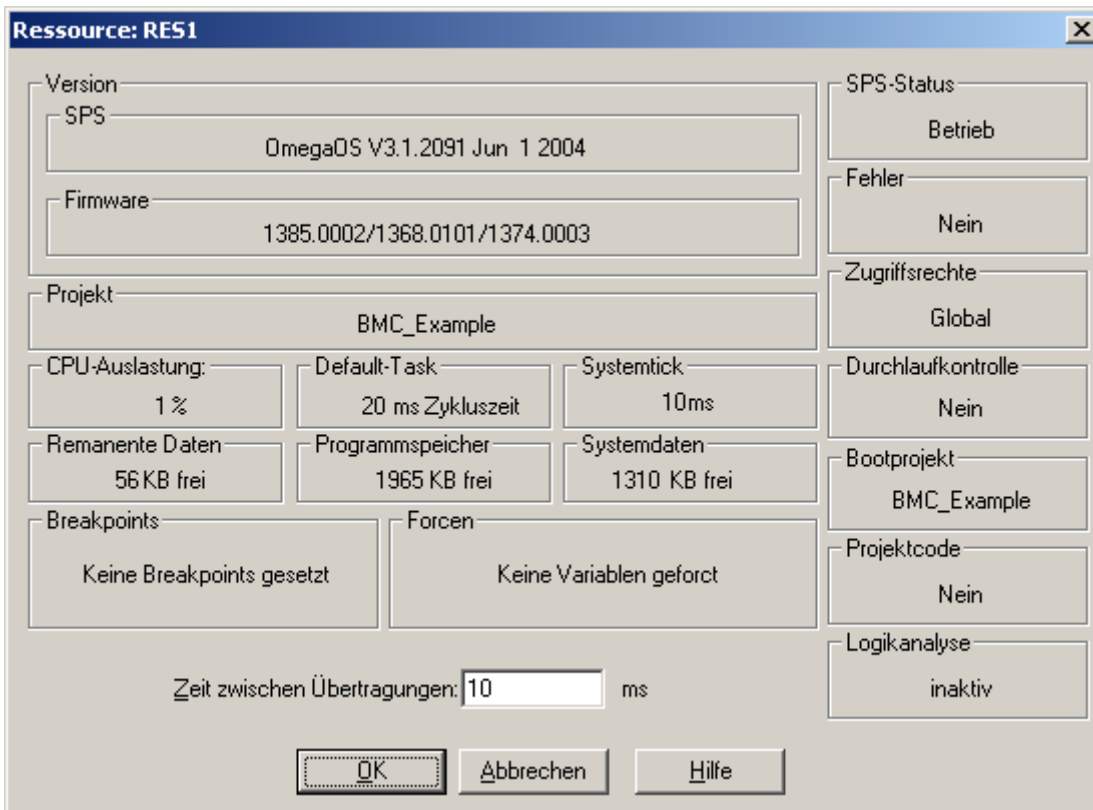 Ressource: RES1
Version
SPS
OmegaOS V3.1.2091 Jun  1 2004
Firmware
1385.0002/1368.0101/1374.0003
Projekt
BMC_Example
CPU-Auslastung:
1 %
Default-Task
20 ms Zykluszeit
Systemtick
10ms
Remanente Daten
56 KB frei
Programmspeicher
1965 KB frei
Systemdaten
1310 KB frei
Breakpoints
Keine Breakpoints gesetzt
Forcen
Keine Variablen geforct
SPS-Status
Betrieb
Fehler
Nein
Zugriffsrechte
Global
Durchlaufkontrolle
Nein
Bootprojekt
BMC_Example
Projektcode
Nein
Logikanalyse
inaktiv
Zeit zwischen Übertragungen: 10 ms
OK Abbrechen Hilfe